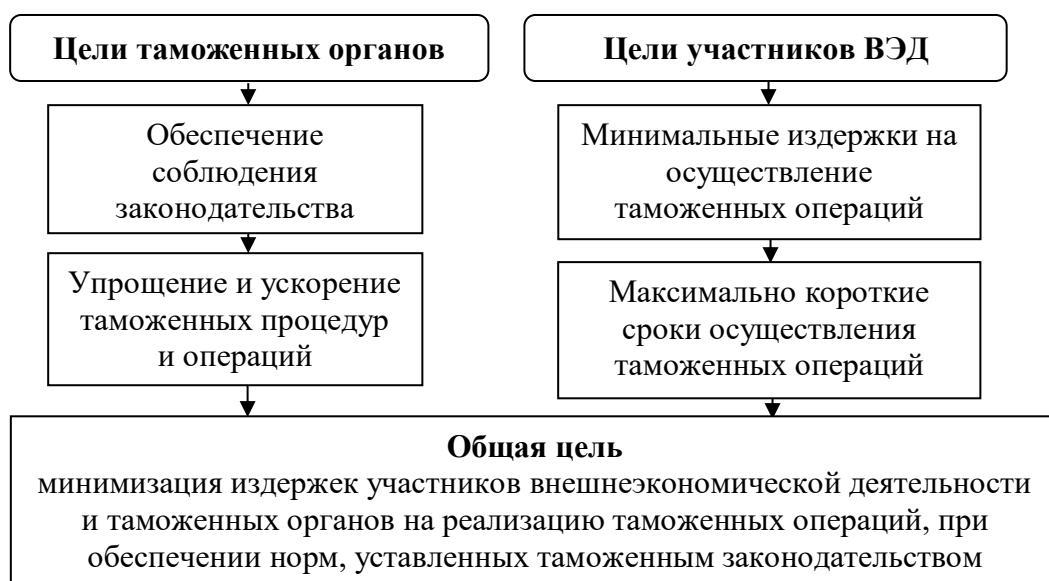 Цели таможенных органов
Обеспечение
соблюдения
законодательства
Упрощение и ускорение
таможенных процедур
и операций
Цели участников ВЭД
Минимальные издержки на
осуществление
таможенных операций
Максимально короткие
сроки осуществления
таможенных операций
Общая цель
минимизация издержек участников внешнеэкономической деятельности
и таможенных органов на реализацию таможенных операций, при
обеспечении норм, уставленных таможенным законодательством